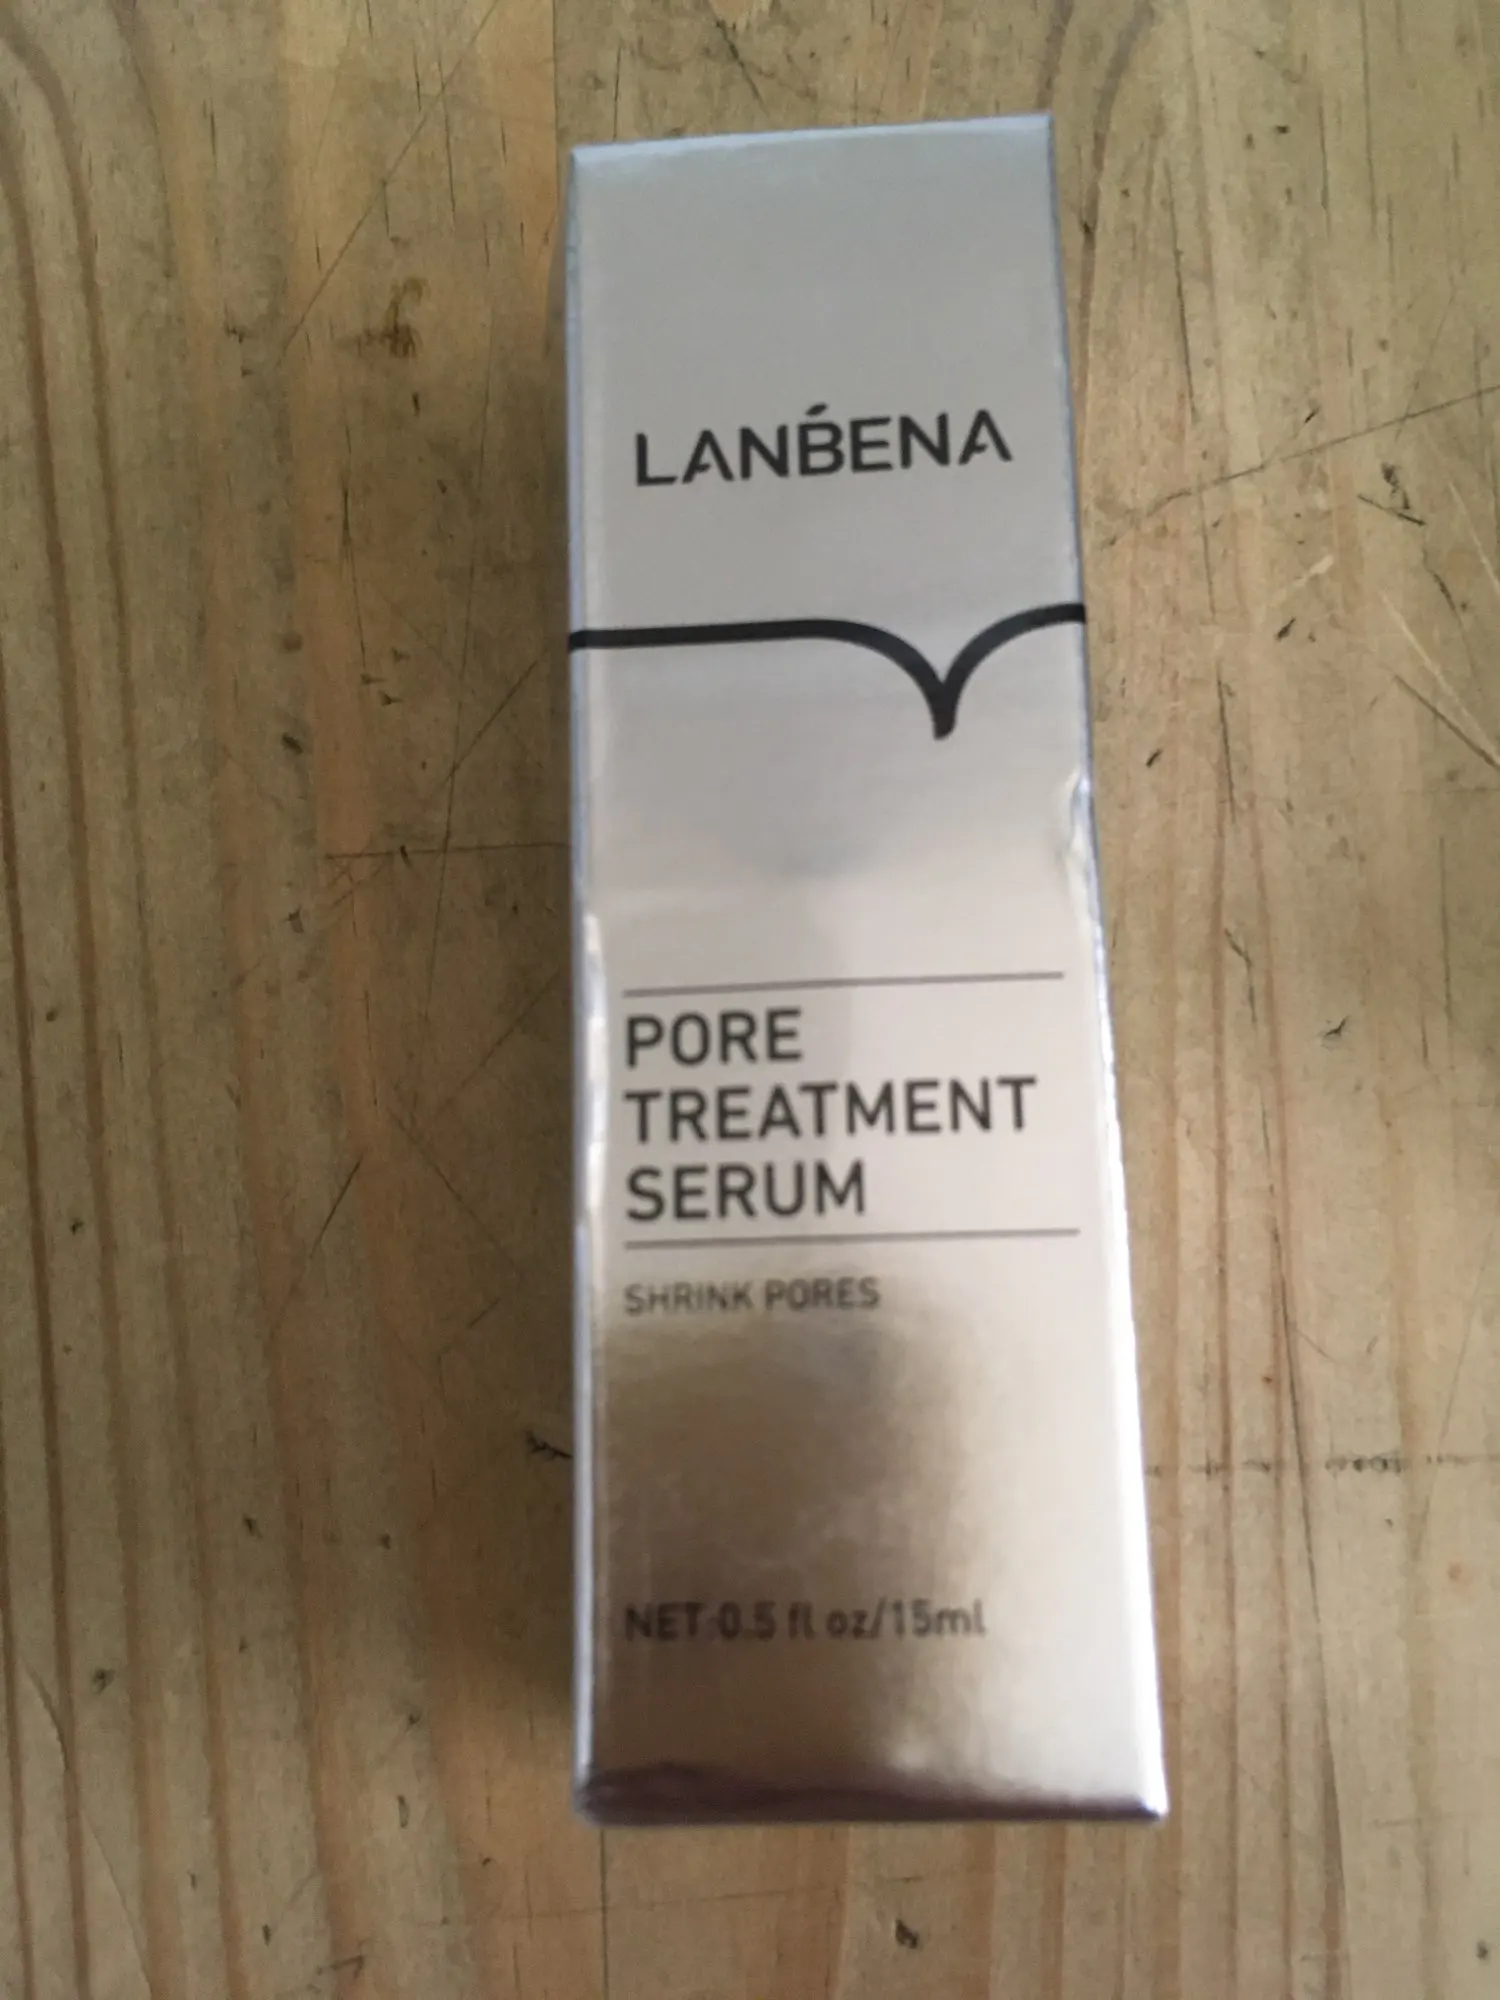 LANBENA
PORE
TREATMENT
SERUM
SHRINK PORES
NET:0.5 fl oz/15ml